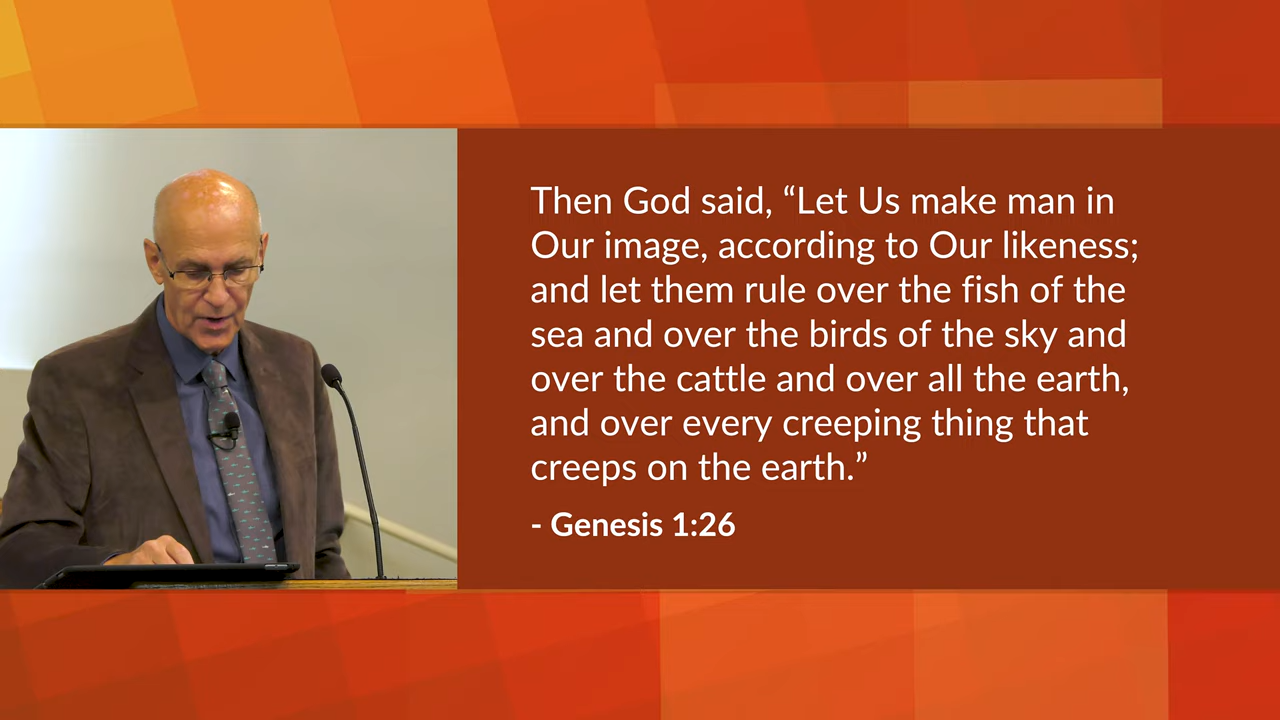 Then God said, “Let Us make man in
Our image, according to Our likeness;
and let them rule over the fish of the
sea and over the birds of the sky and
over the cattle and over all the earth,
and over every creeping thing that
creeps on the earth.”
- Genesis 1:26